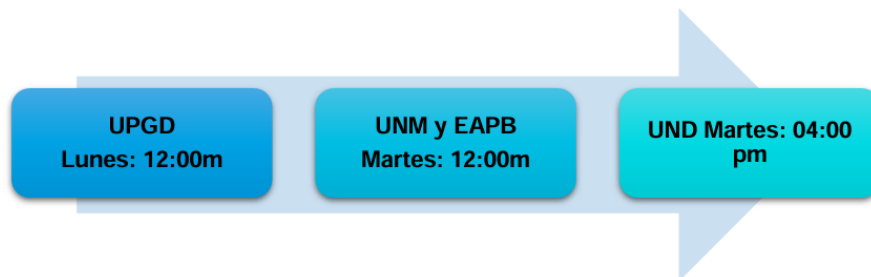 UPGD
Lunes: 12:00m
UNM y EAPB
Martes: 12:00m
UND Martes: 04:00
pm